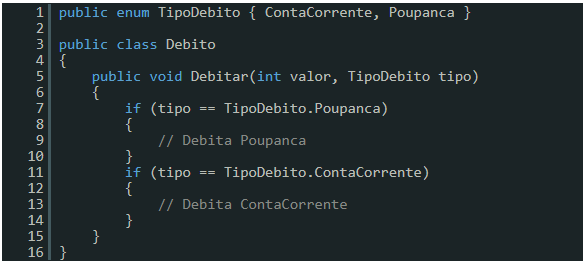 1 public enum TipoDebito { ContaCorrente, Poupanca }
2
3 public class Debito
4 {
5     public void Debitar(int valor, TipoDebito tipo)
6     {
7         if (tipo == TipoDebito.Poupanca)
8         {
9             // Debita Poupanca
10         }
11         if (tipo == TipoDebito.ContaCorrente)
12         {
13             // Debita ContaCorrente
14         }
15     }
16 }